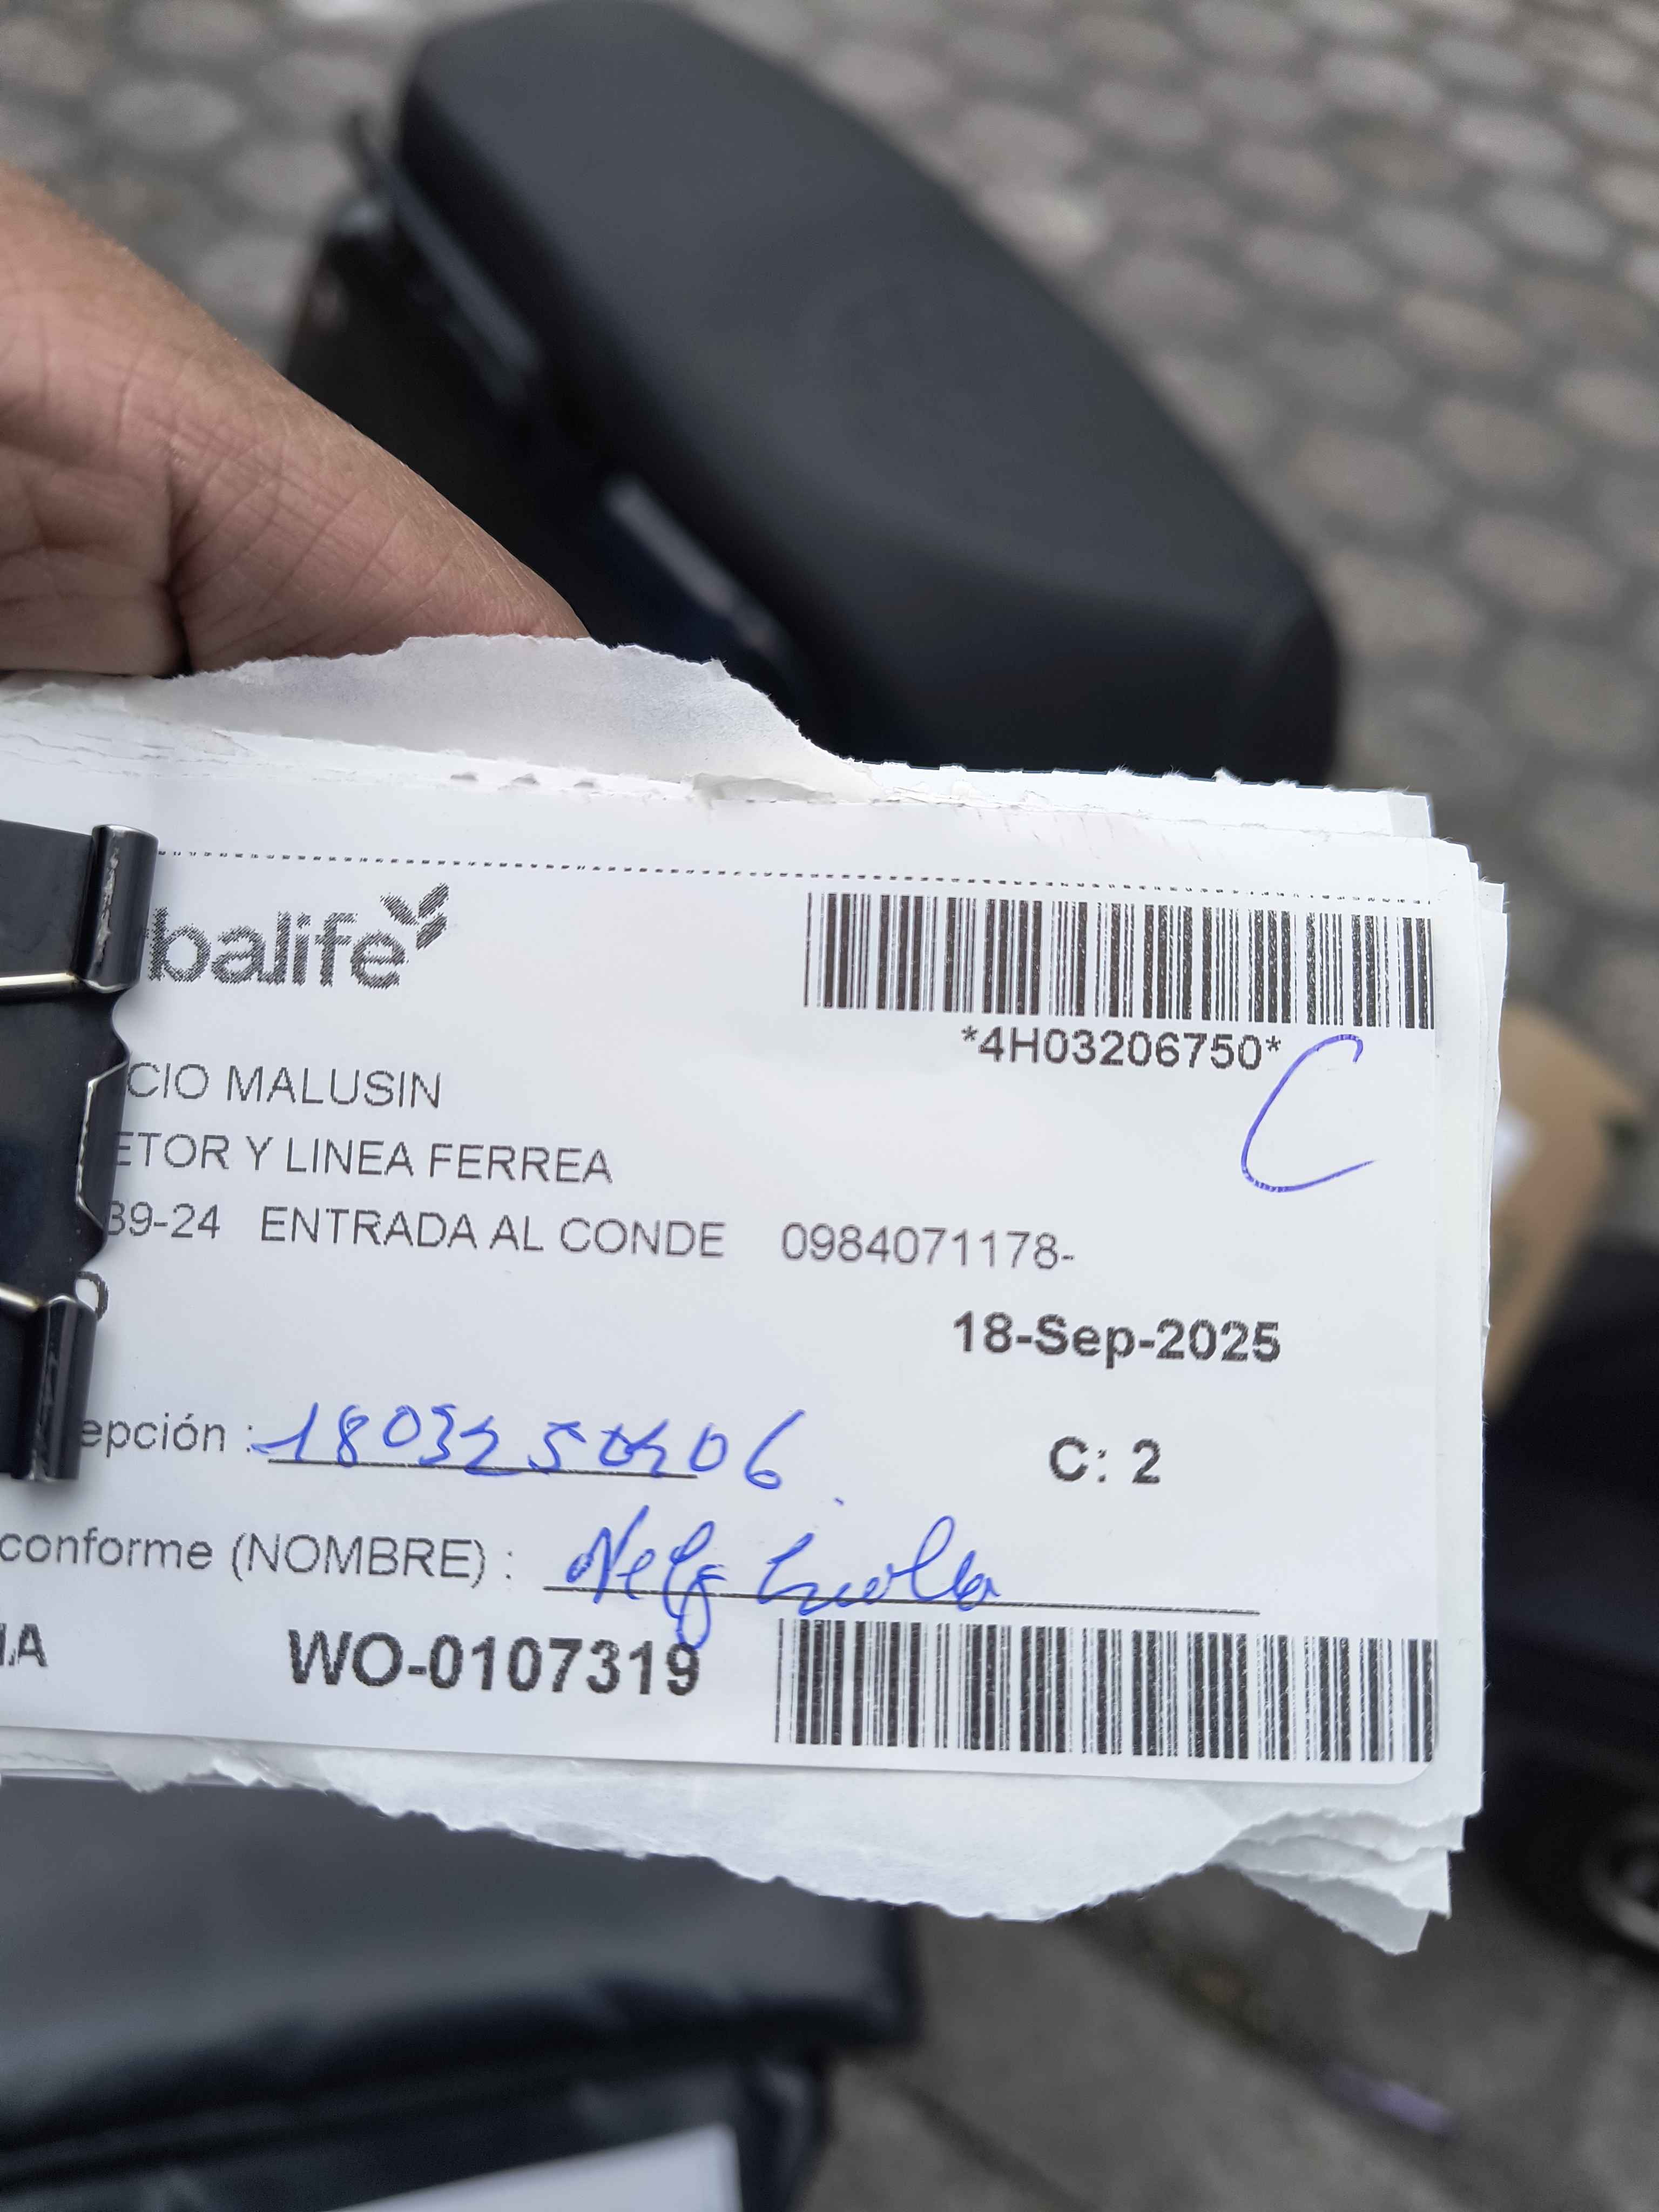 balife
*4H03206750*
C
CIO MALUSIN
ETOR Y LINEA FERREA
39-24 ENTRADA AL CONDE 0984071178-
O
18-Sep-2025
epción :
C: 2
conforme (NOMBRE) : Nelly
IA WO-0107319